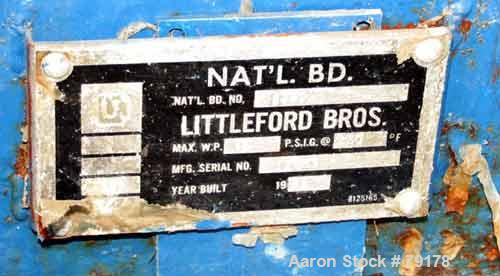 NAT'L. BD.
NAT'L. BD. NO.
LITTLEFORD BROS.
MAX. W.P. P.S.I.G. @ °F
MFG. SERIAL NO.
YEAR BUILT 19
Aaron Stock # 79178